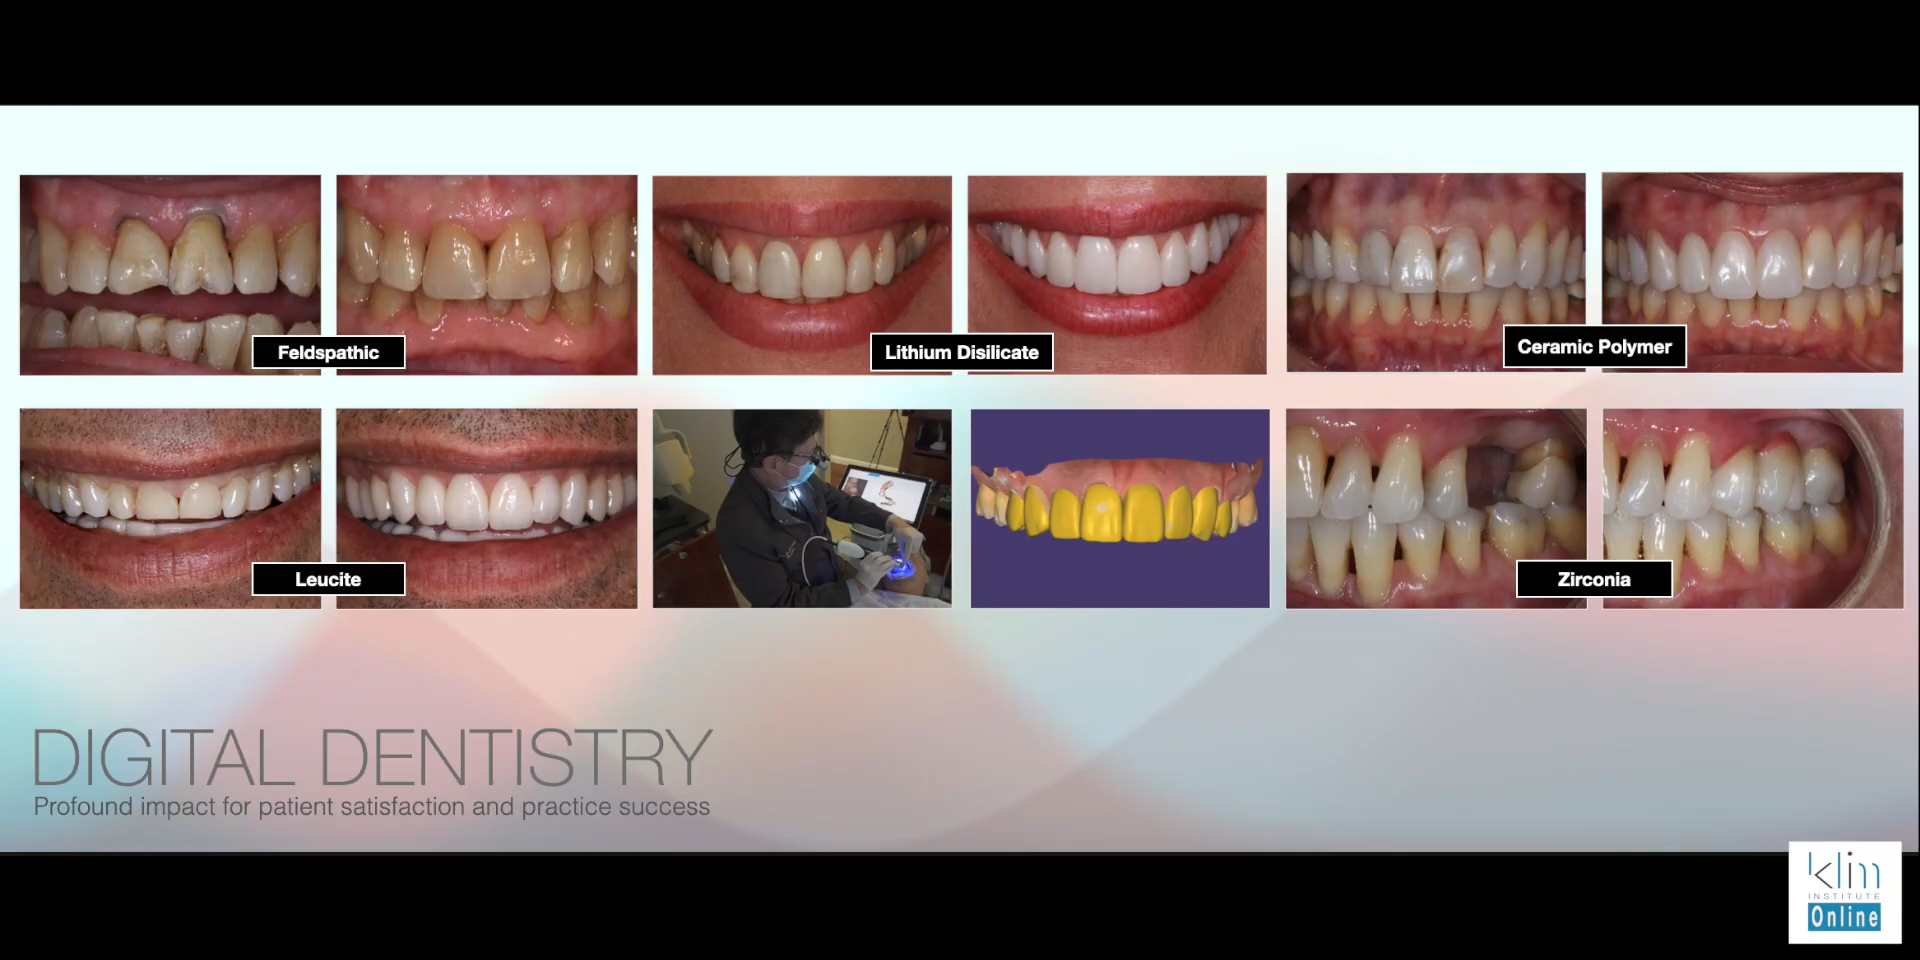 Feldspathic
Lithium Disilicate
Ceramic Polymer
Leucite
Zirconia
DIGITAL DENTISTRY
Profound impact for patient satisfaction and practice success
klim
INSTITUTE
Online